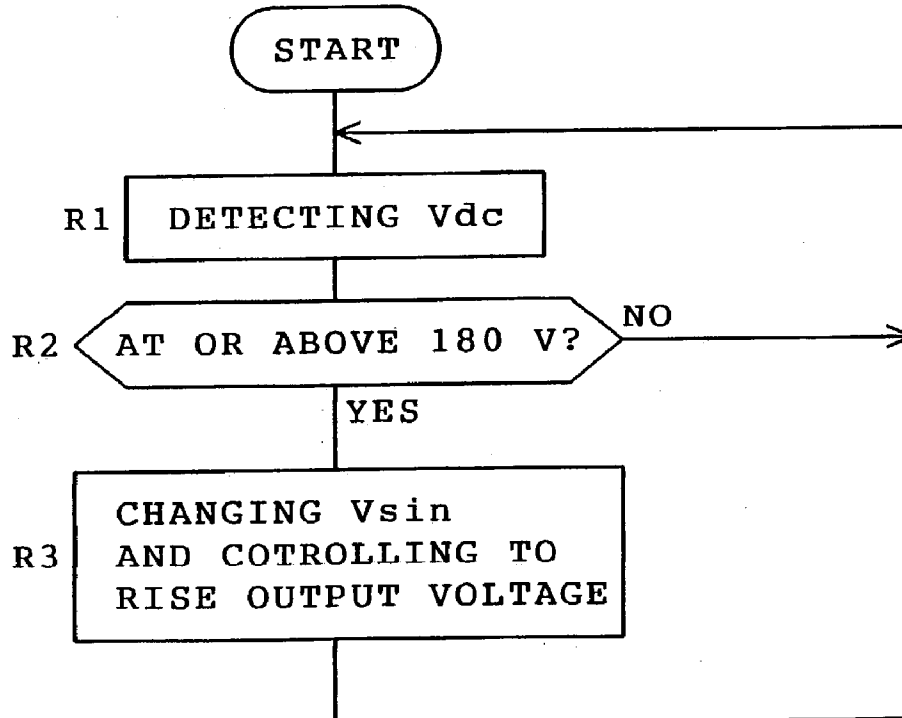 START
R1
DETECTING Vdc
R2
AT OR ABOVE 180 V?
NO
YES
R3
CHANGING Vsin
AND COTROLLING TO
RISE OUTPUT VOLTAGE